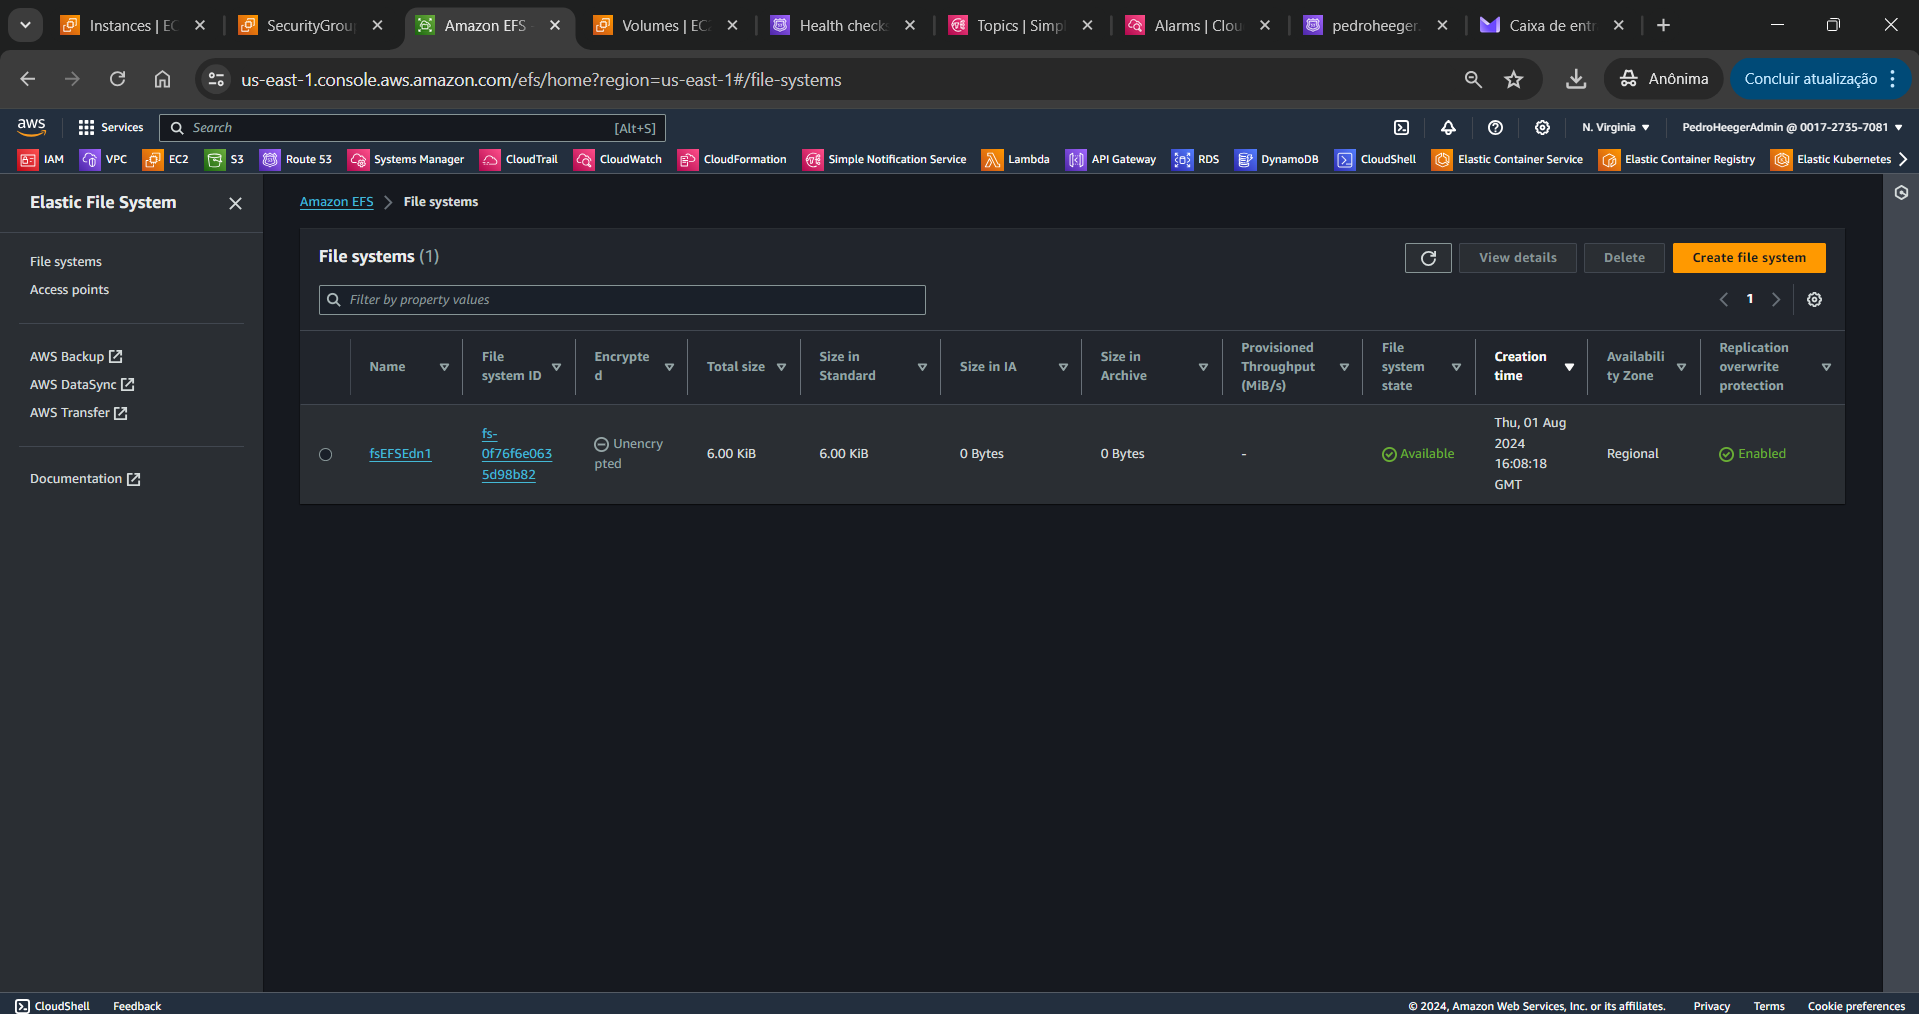 Instances | EC
SecurityGrou
Amazon EFS
Volumes | EC2
Health check
Topics | Simpl
Alarms | Clou
pedroheeger.
Caixa de entr
us-east-1.console.aws.amazon.com/efs/home?region=us-east-1#/file-systems
Anônima
Concluir atualização
aws
Services
Search
[Alt+S]
N. Virginia
PedroHeegerAdmin @ 0017-2735-7081
IAM
VPC
EC2
S3
Route 53
Systems Manager
CloudTrail
CloudWatch
CloudFormation
Simple Notification Service
Lambda
API Gateway
RDS
DynamoDB
CloudShell
Elastic Container Service
Elastic Container Registry
Elastic Kubernetes
Elastic File System
File systems
Access points
AWS Backup
AWS DataSync
AWS Transfer
Documentation
Amazon EFS
File systems
File systems (1)
View details
Delete
Create file system
Filter by property values
1
Name
File
system ID
Encrypte
d
Total size
Size in
Standard
Size in IA
Size in
Archive
Provisioned
Throughput
(MiB/s)
File
system
state
Creation
time
Availabili
ty Zone
Replication
overwrite
protection
fsEFSEdn1
fs-
0f76f6e063
5d98b82
Unencry
pted
6.00 KiB
6.00 KiB
0 Bytes
0 Bytes
-
Available
Thu, 01 Aug
2024
16:08:18
GMT
Regional
Enabled
CloudShell
Feedback
© 2024, Amazon Web Services, Inc. or its affiliates.
Privacy
Terms
Cookie preferences